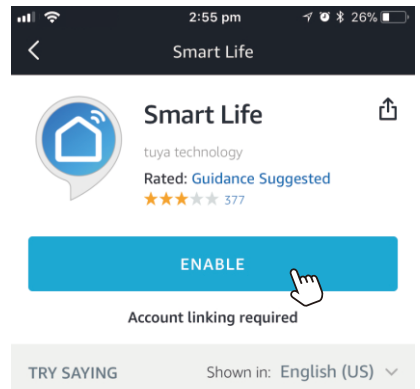 2:55 pm 26%
Smart Life
Smart Life
tuya technology
Rated: Guidance Suggested
377
ENABLE
Account linking required
TRY SAYING Shown in: English (US)